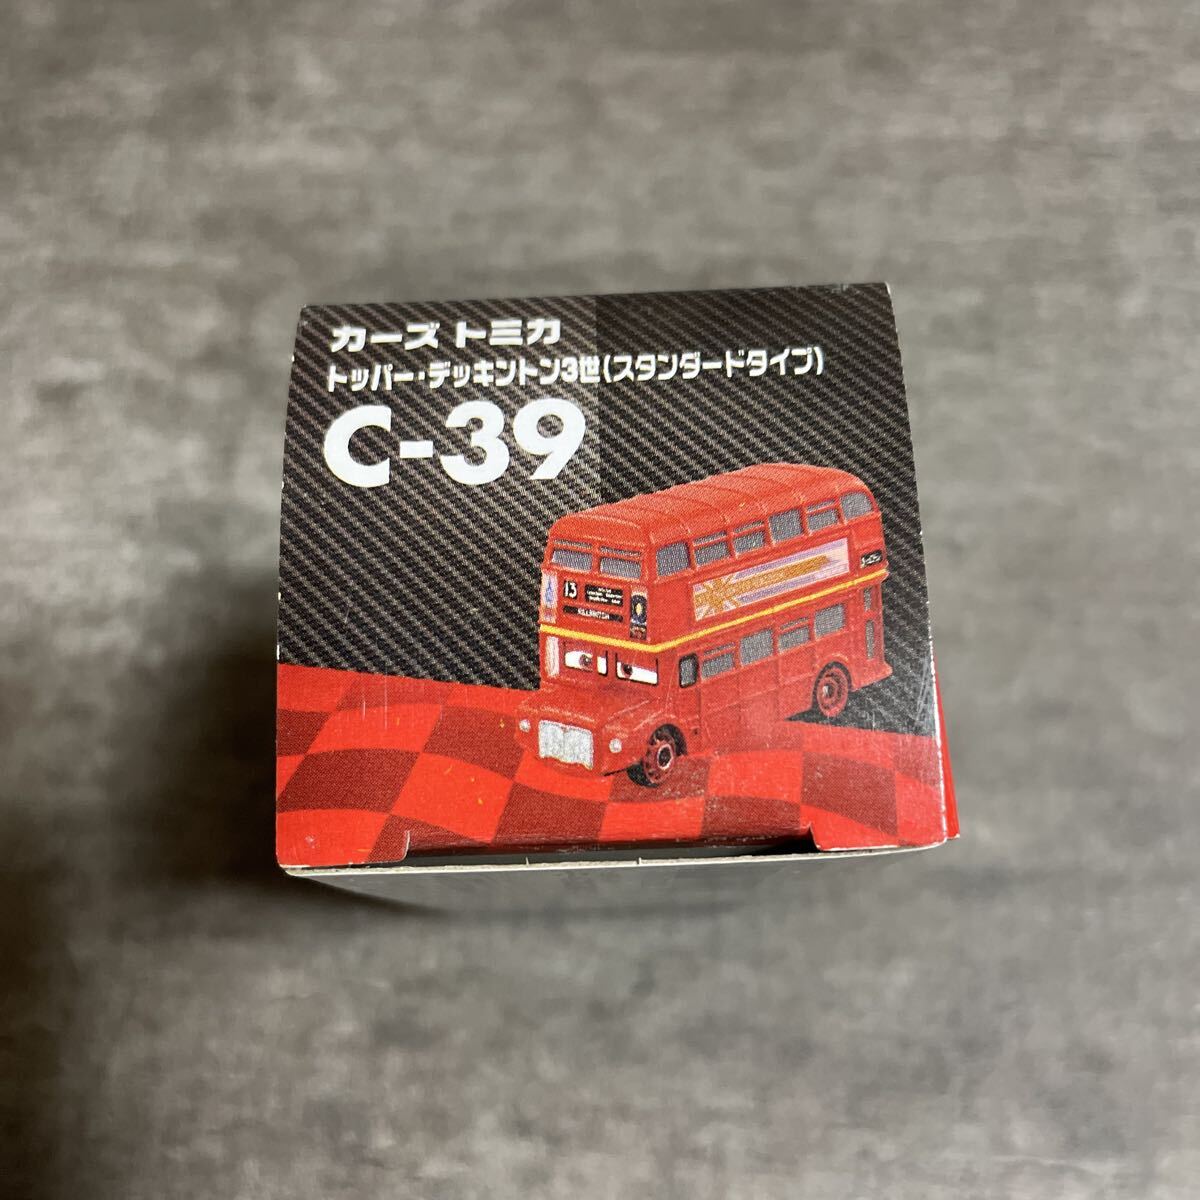 カーズ トミカ
トッパー・デッキントン3世(スタンダードタイプ)
C-39
13